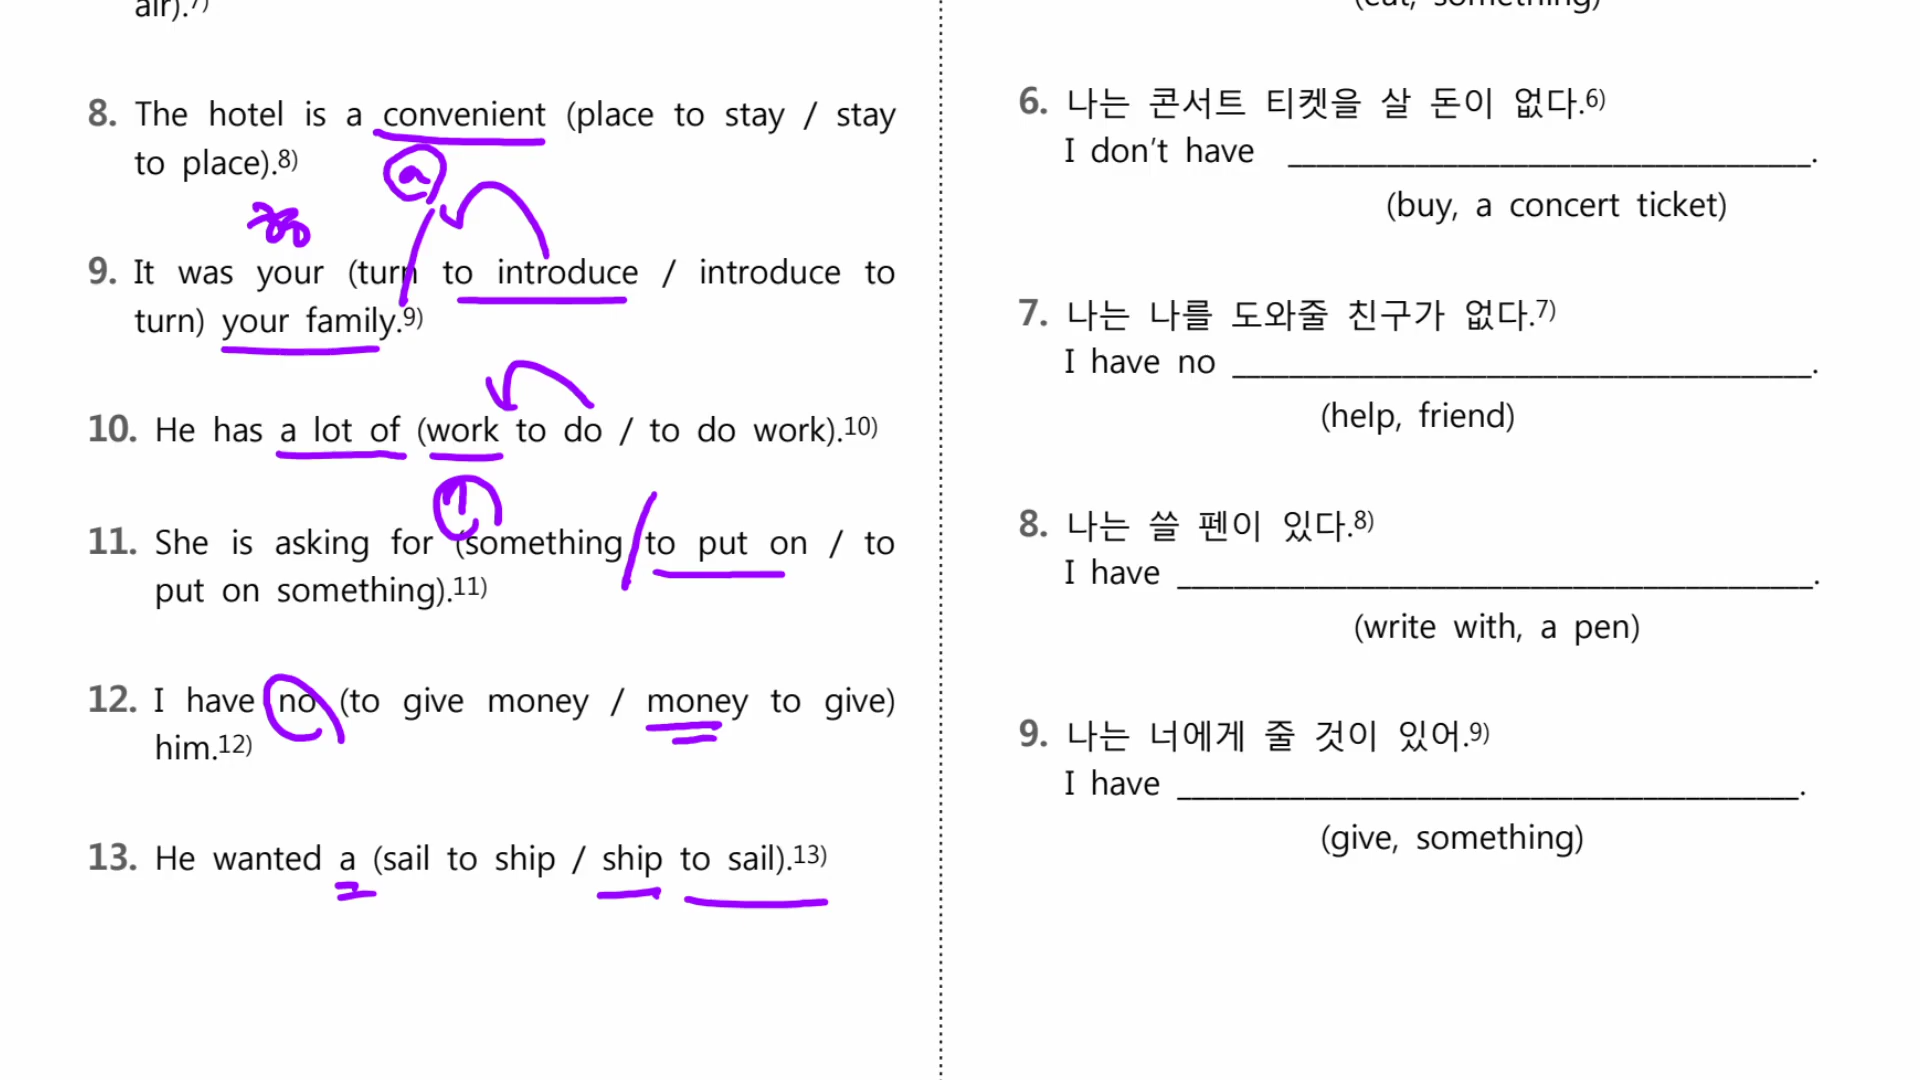 air).7)
8. The hotel is a convenient (place to stay / stay
to place).8)
9. It was your (turn to introduce / introduce to
turn) your family.9)
10. He has a lot of (work to do / to do work).10)
11. She is asking for (something to put on / to
put on something).11)
12. I have no (to give money / money to give)
him.12)
13. He wanted a (sail to ship / ship to sail).13)
(eat, something)
6. 나는 콘서트 티켓을 살 돈이 없다.6)
I don't have ______________________________.
(buy, a concert ticket)
7. 나는 나를 도와줄 친구가 없다.7)
I have no ______________________________.
(help, friend)
8. 나는 쓸 펜이 있다.8)
I have ______________________________.
(write with, a pen)
9. 나는 너에게 줄 것이 있어.9)
I have ______________________________.
(give, something)